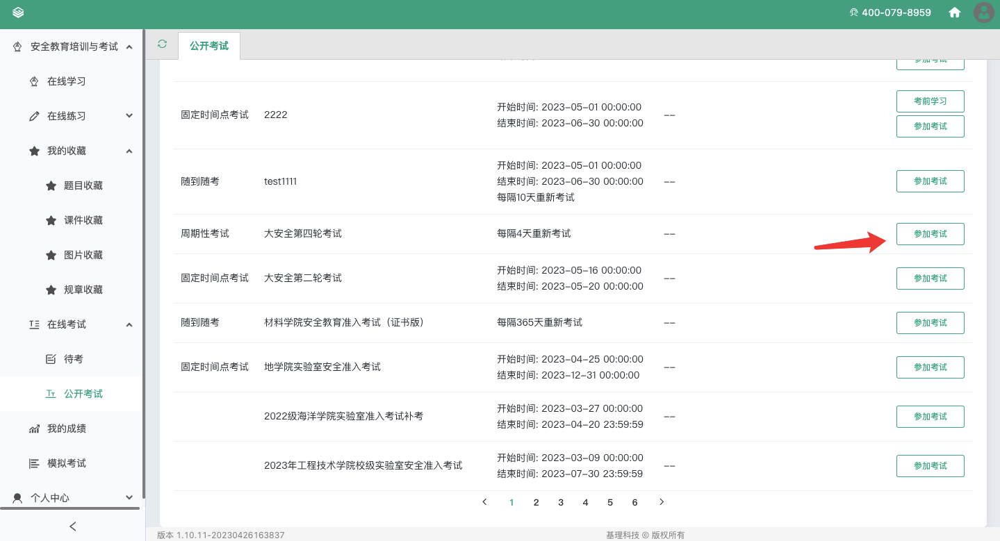 400-079-8959
安全教育培训与考试
在线学习
在线练习
我的收藏
题目收藏
课件收藏
图片收藏
规章收藏
在线考试
待考
公开考试
我的成绩
模拟考试
个人中心
公开考试
参加考试
固定时间点考试 2222 开始时间: 2023-05-01 00:00:00 -- 考前学习
结束时间: 2023-06-30 00:00:00 参加考试
随到随考 test1111 开始时间: 2023-05-01 00:00:00 -- 参加考试
结束时间: 2023-06-30 00:00:00
每隔10天重新考试
周期性考试 大安全第四轮考试 每隔4天重新考试 -- 参加考试
固定时间点考试 大安全第二轮考试 开始时间: 2023-05-16 00:00:00 -- 参加考试
结束时间: 2023-05-20 00:00:00
随到随考 材料学院安全教育准入考试（证书版） 每隔365天重新考试 -- 参加考试
固定时间点考试 地学院实验室安全准入考试 开始时间: 2023-04-25 00:00:00 -- 参加考试
结束时间: 2023-12-31 00:00:00
2022级海洋学院实验室准入考试补考 开始时间: 2023-03-27 00:00:00 -- 参加考试
结束时间: 2023-04-20 23:59:59
2023年工程技术学院校级实验室安全准入考试 开始时间: 2023-03-09 00:00:00 -- 参加考试
结束时间: 2023-07-30 23:59:59
1 2 3 4 5 6
版本 1.10.11-20230426163837 基理科技 © 版权所有